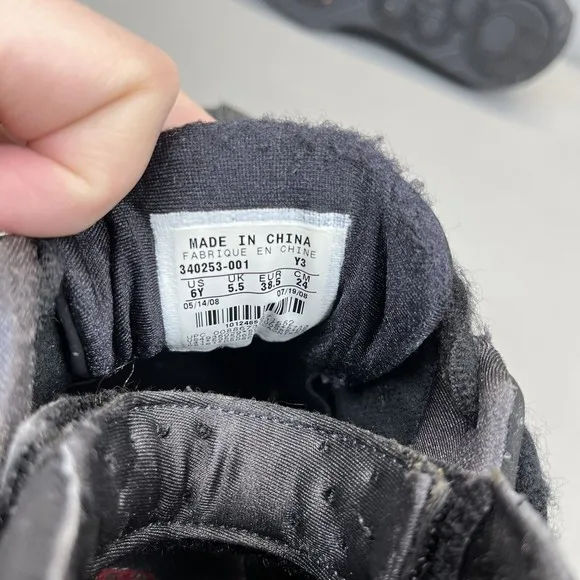 MADE IN CHINA
FABRIQUE EN CHINE
340253-001 Y3
US UK EUR CM
6Y 5.5 38.5 24
05/14/08 07/19/08